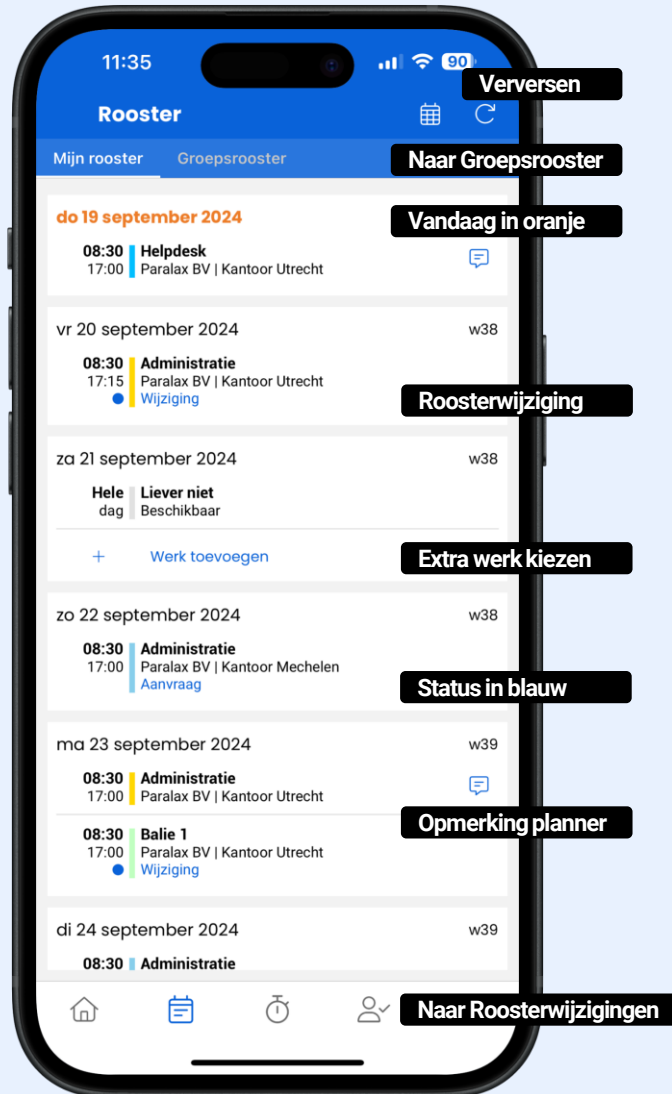 11:35
90
Verversen
Rooster
Mijn rooster Groepsrooster
Naar Groepsrooster
do 19 september 2024
Vandaag in oranje
08:30 Helpdesk
17:00 Paralax BV | Kantoor Utrecht
vr 20 september 2024 w38
08:30 Administratie
17:15 Paralax BV | Kantoor Utrecht
Wijziging
Roosterwijziging
za 21 september 2024 w38
Hele Liever niet
dag Beschikbaar
+ Werk toevoegen
Extra werk kiezen
zo 22 september 2024 w38
08:30 Administratie
17:00 Paralax BV | Kantoor Mechelen
Aanvraag
Status in blauw
ma 23 september 2024 w39
08:30 Administratie
17:00 Paralax BV | Kantoor Utrecht
Opmerking planner
08:30 Balie 1
17:00 Paralax BV | Kantoor Utrecht
Wijziging
di 24 september 2024 w39
08:30 Administratie
Naar Roosterwijzigingen